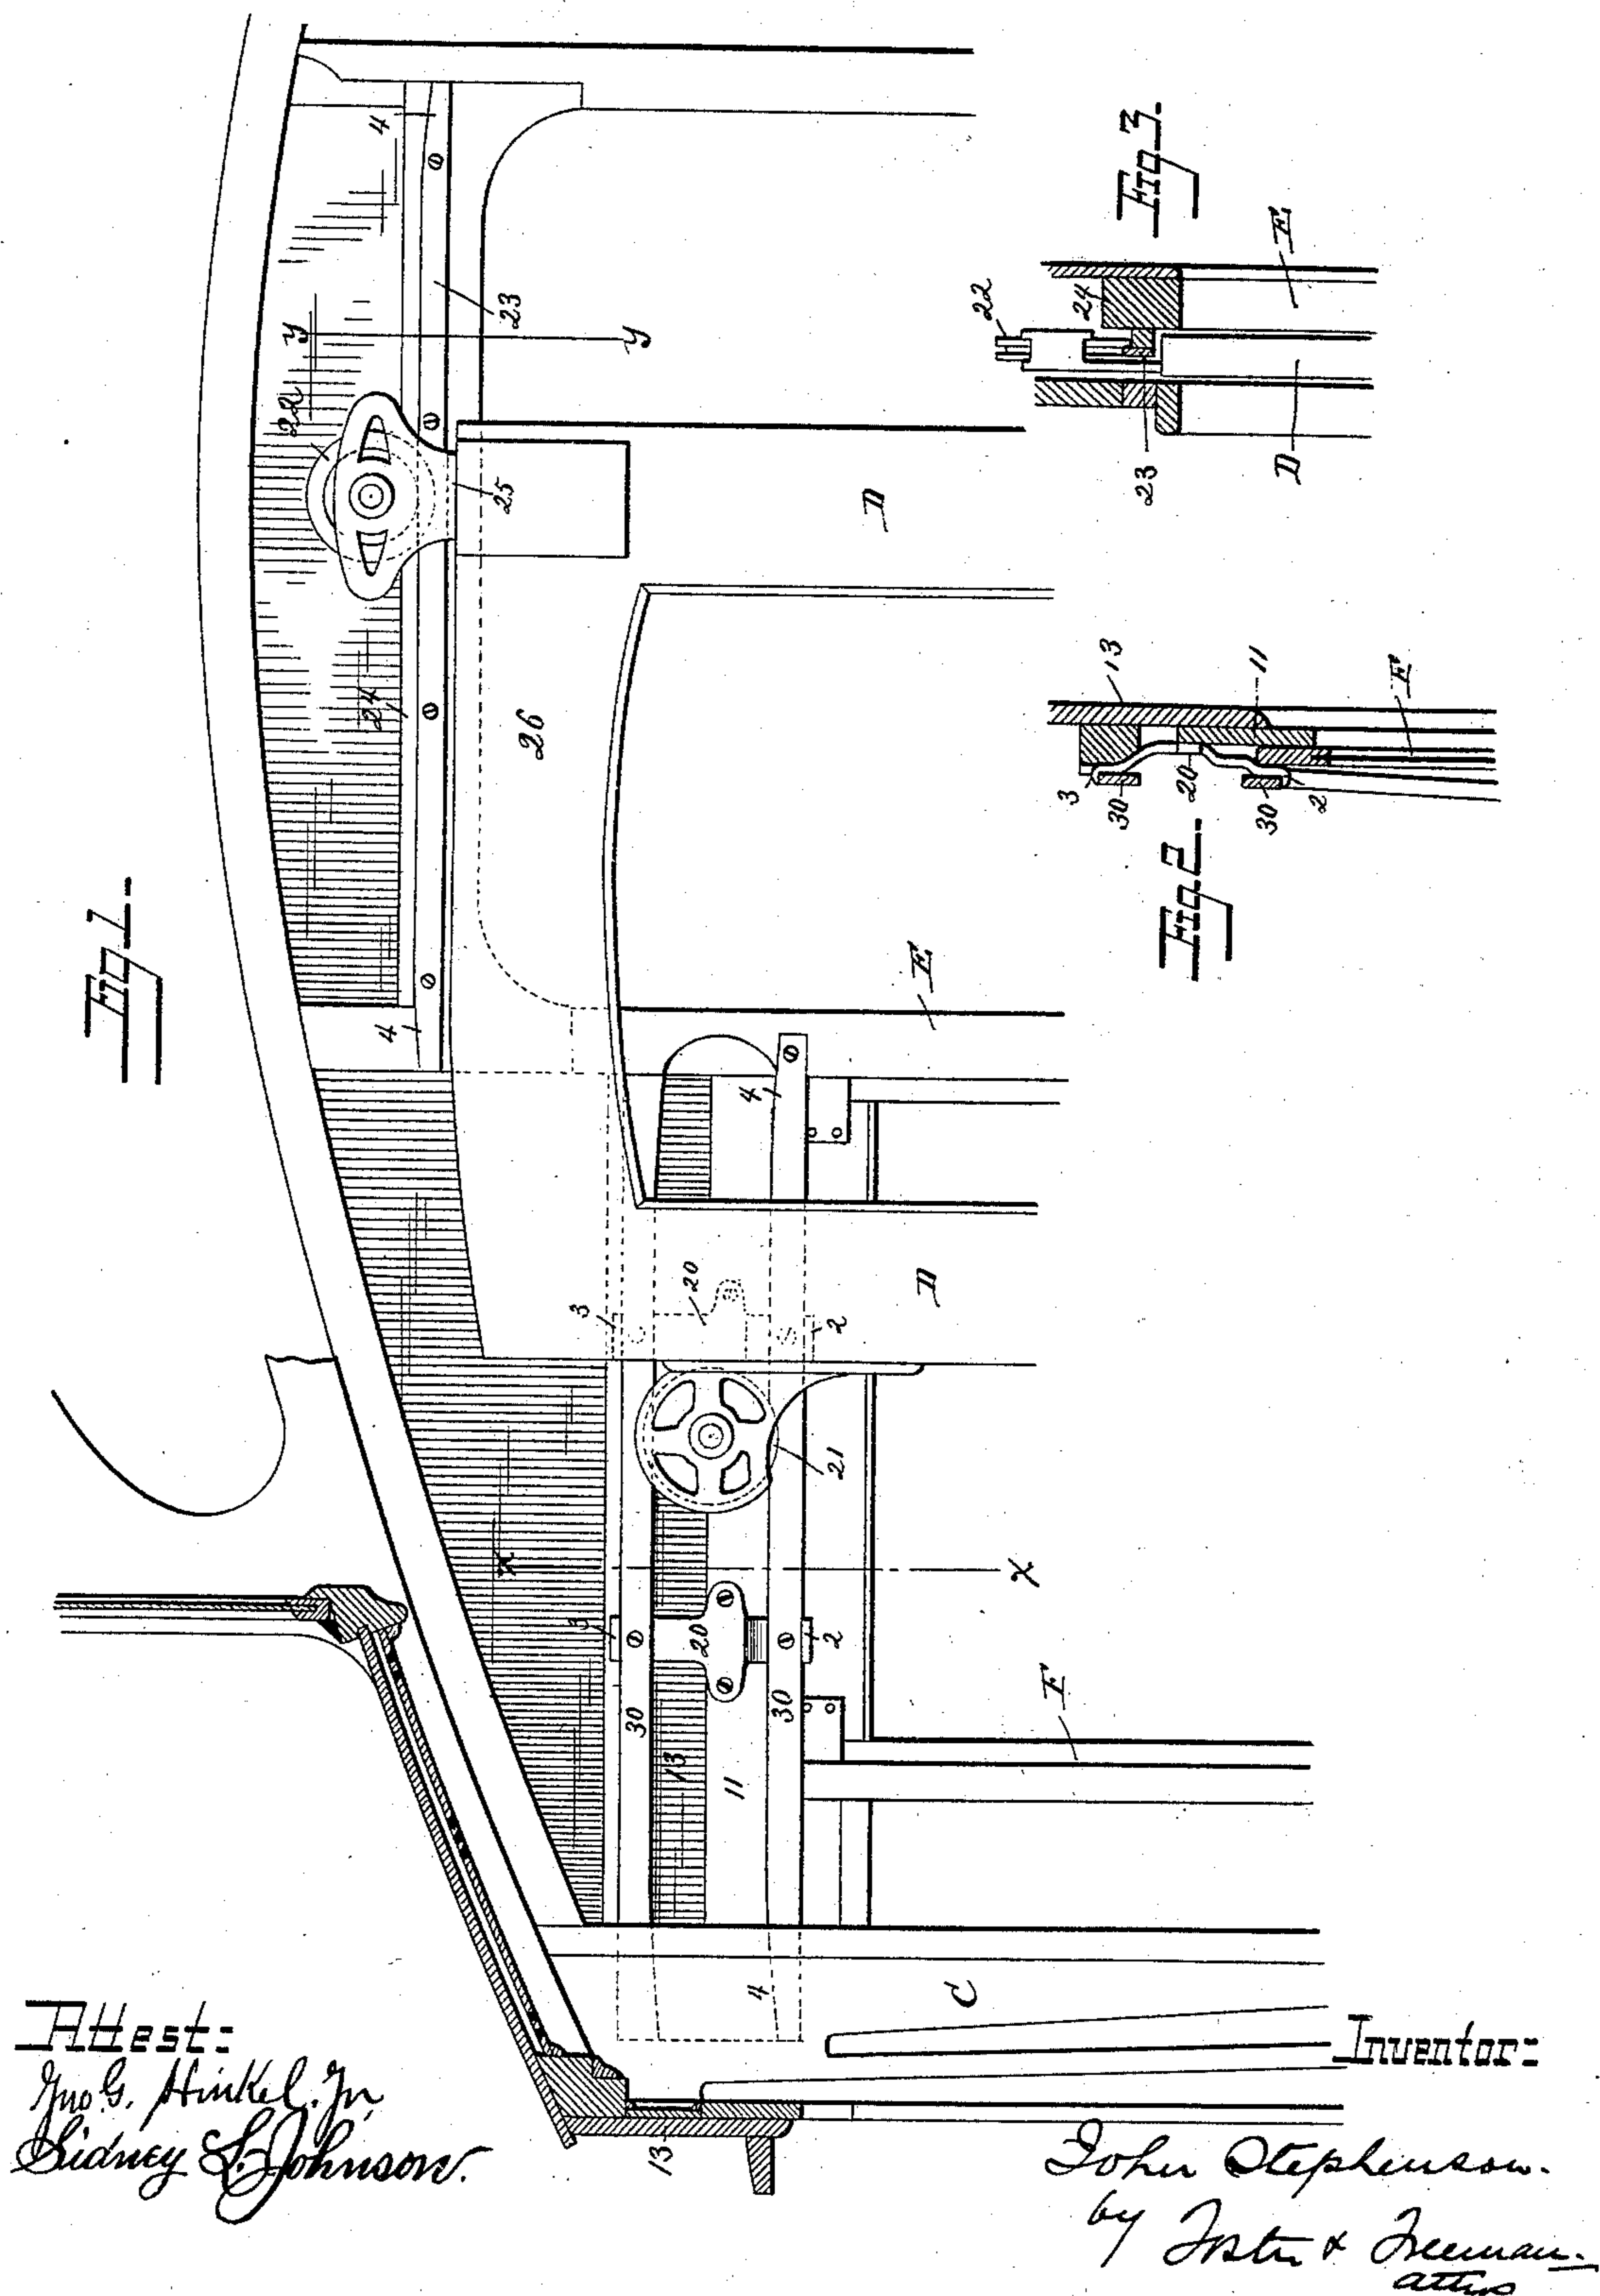 Fig 1.
4
23
y
y
22
25
D
24
26
E
4
4
3
20
2
D
21
x
x
3
20
2
30
30
13
11
F
4
C
13
Fig 3.
E
22
24
23
D
Fig 2.
13
11
F
3
30
20
30
2
Attest:
Jno. G. Hinkel. Jr
Sidney L. Johnson.
Inventor:
John Stephenson.
by Foster & Freeman.
attys